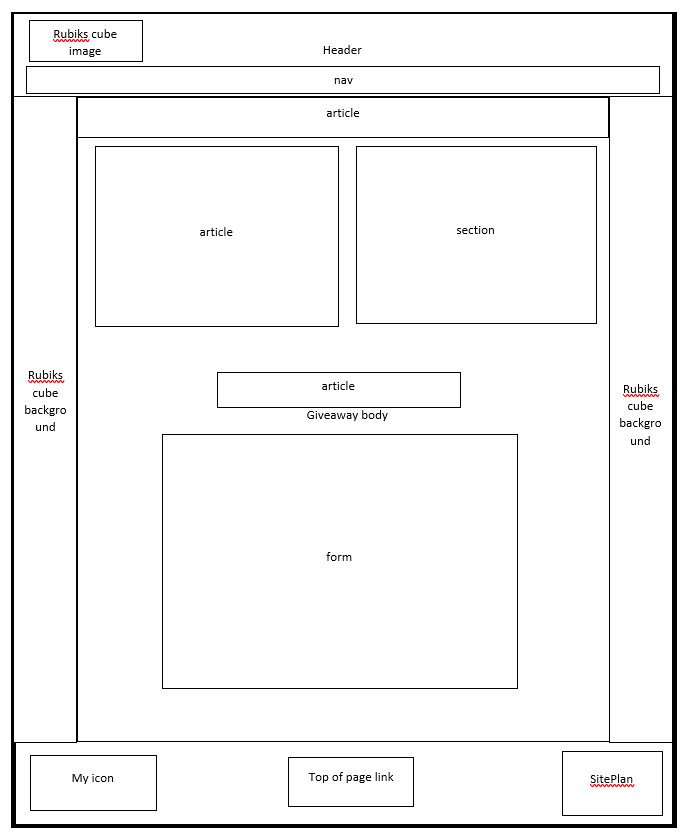 Rubiks cube
image
Header
nav
article
article
section
article
Giveaway body
Rubiks
cube
backgro
und
Rubiks
cube
backgro
und
form
My icon
Top of page link
SitePlan